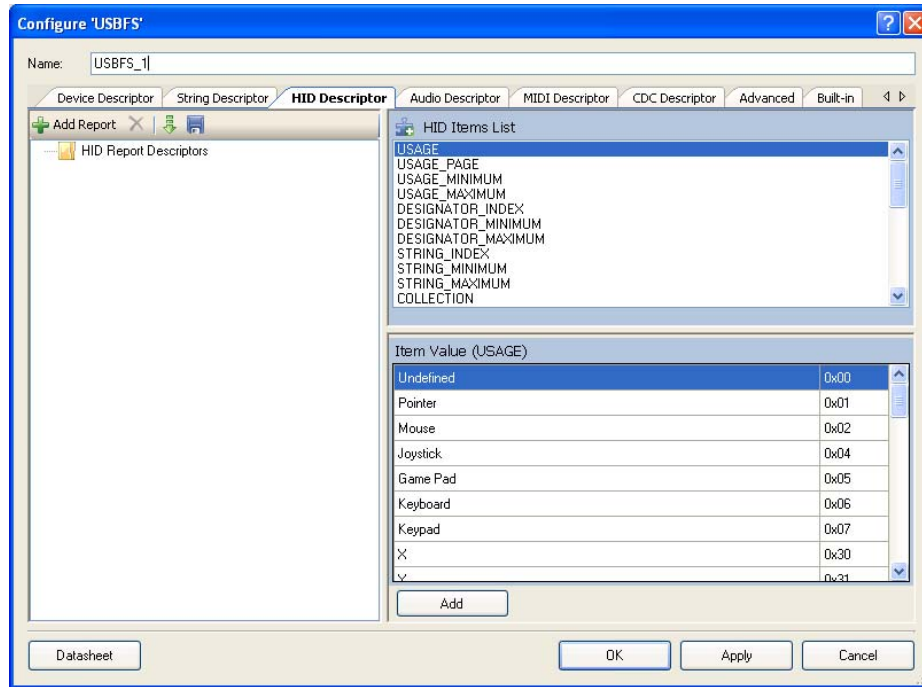 Configure 'USBFS'
Name: USBFS_1
Device Descriptor String Descriptor HID Descriptor Audio Descriptor MIDI Descriptor CDC Descriptor Advanced Built-in
Add Report
HID Report Descriptors
HID Items List
USAGE
USAGE_PAGE
USAGE_MINIMUM
USAGE_MAXIMUM
DESIGNATOR_INDEX
DESIGNATOR_MINIMUM
DESIGNATOR_MAXIMUM
STRING_INDEX
STRING_MINIMUM
STRING_MAXIMUM
COLLECTION
Item Value (USAGE)
Undefined 0x00
Pointer 0x01
Mouse 0x02
Joystick 0x04
Game Pad 0x05
Keyboard 0x06
Keypad 0x07
X 0x30
Y 0x31
Add
Datasheet OK Apply Cancel